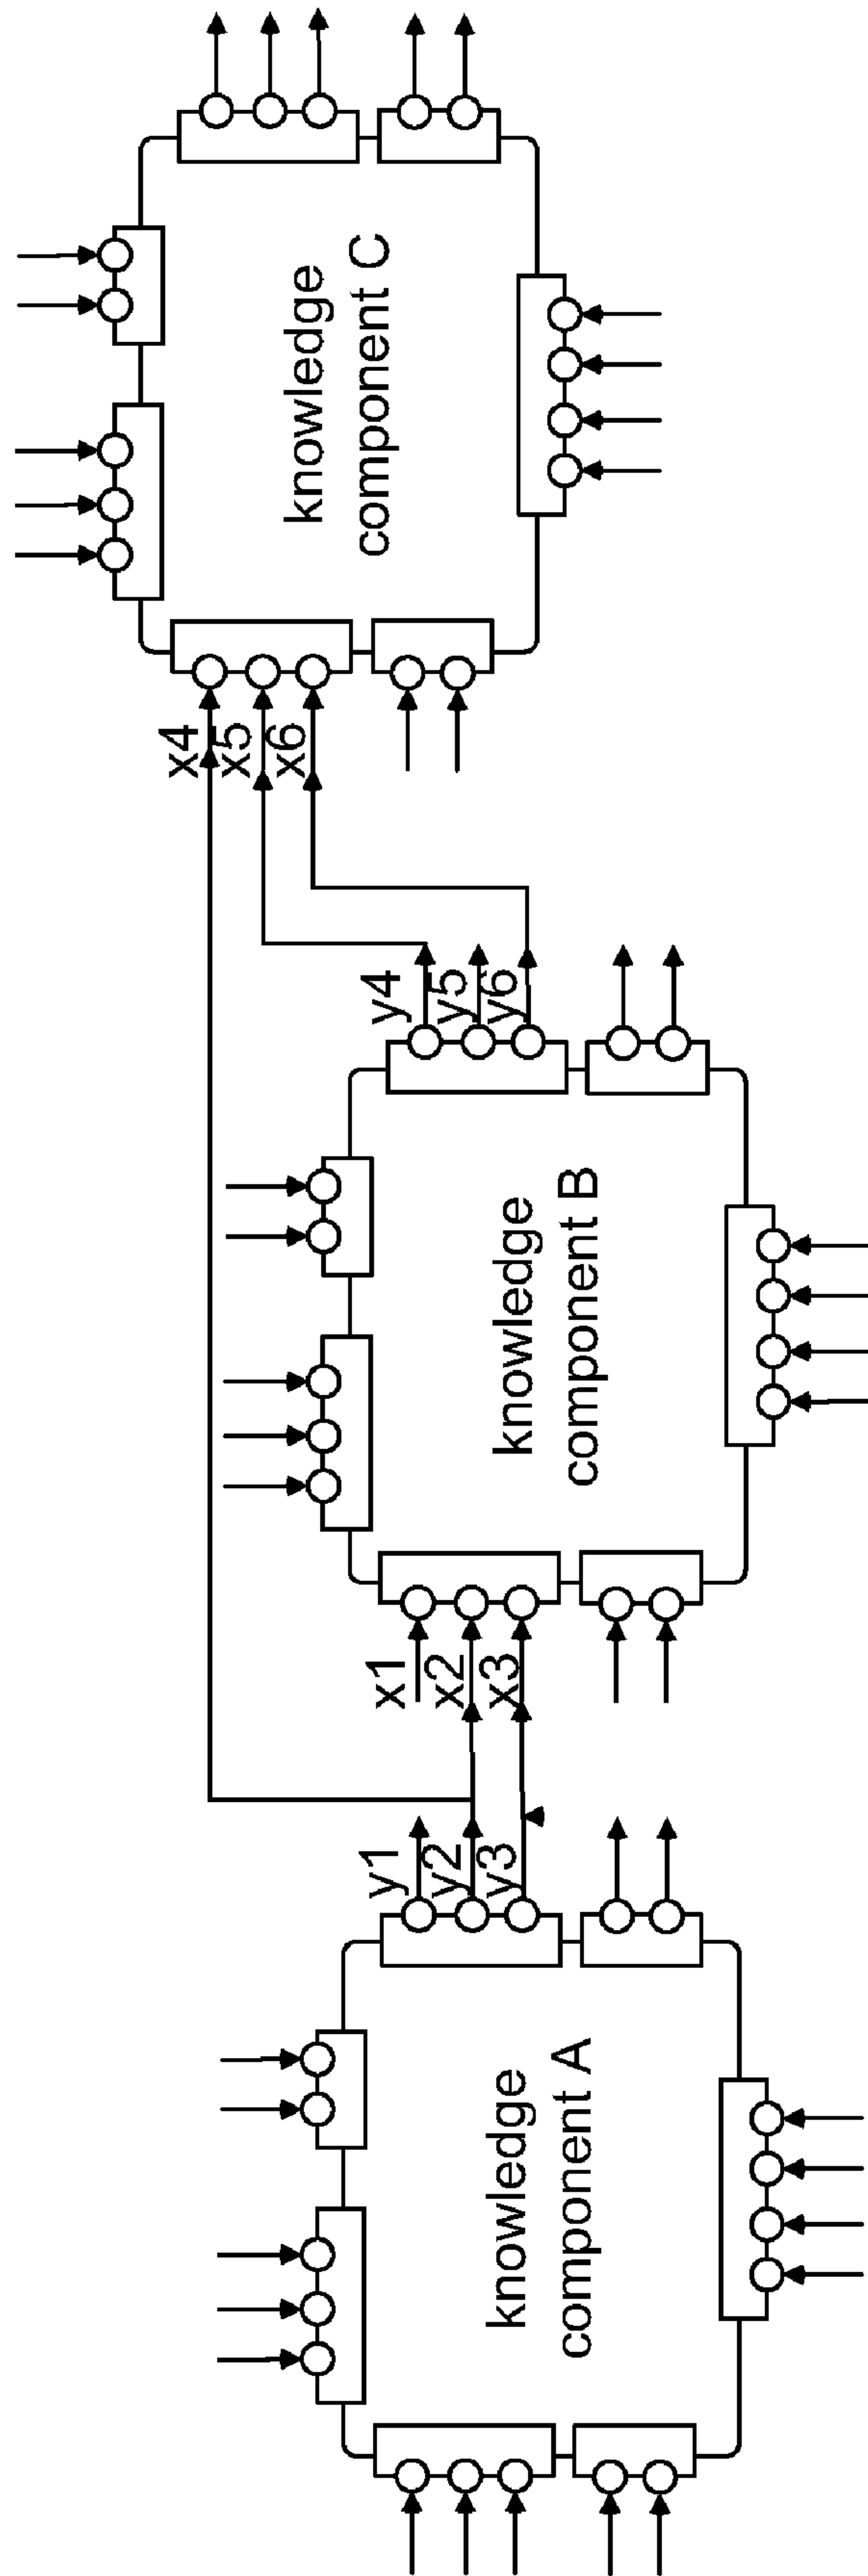 knowledge
component A
y1
y2
y3
x1
x2
x3
knowledge
component B
y4
y5
y6
x4
x5
x6
knowledge
component C